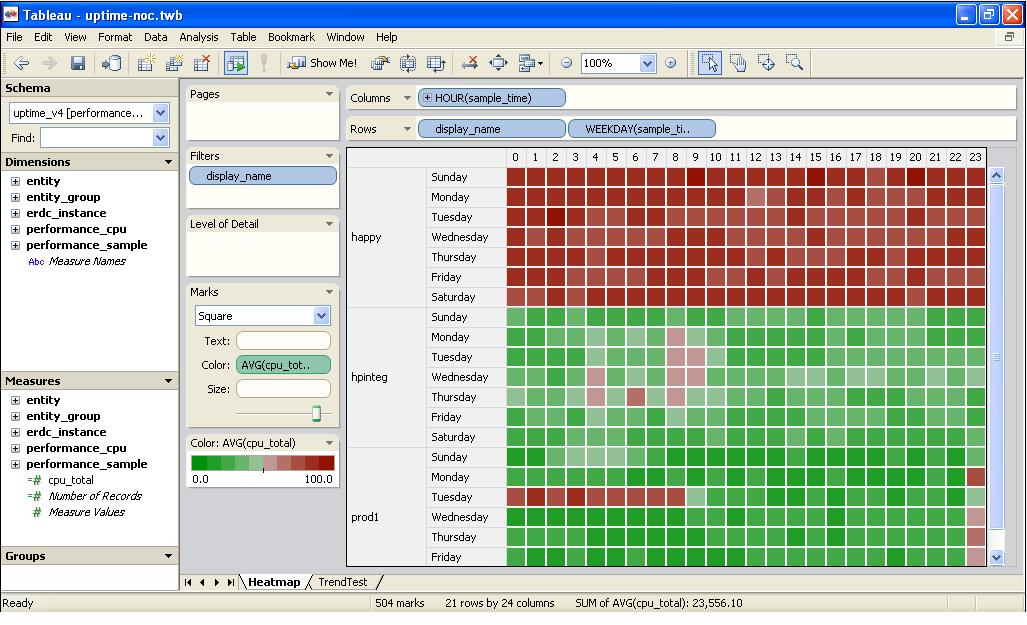 Tableau - uptime-noc.twb
File Edit View Format Data Analysis Table Bookmark Window Help
Show Me! 100%
Schema
uptime_v4 [performance...
Find:
Dimensions
entity
entity_group
erdc_instance
performance_cpu
performance_sample
Abc Measure Names
Measures
entity
entity_group
erdc_instance
performance_cpu
performance_sample
=# cpu_total
=# Number of Records
# Measure Values
Groups
Pages
Filters
display_name
Level of Detail
Marks
Square
Text:
Color: AVG(cpu_tot..
Size:
Color: AVG(cpu_total)
0.0 100.0
Columns HOUR(sample_time)
Rows display_name WEEKDAY(sample_ti..
0 1 2 3 4 5 6 7 8 9 10 11 12 13 14 15 16 17 18 19 20 21 22 23
happy
Sunday
Monday
Tuesday
Wednesday
Thursday
Friday
Saturday
hpinteg
Sunday
Monday
Tuesday
Wednesday
Thursday
Friday
Saturday
prod1
Sunday
Monday
Tuesday
Wednesday
Thursday
Friday
Heatmap TrendTest
Ready 504 marks 21 rows by 24 columns SUM of AVG(cpu_total): 23,556.10